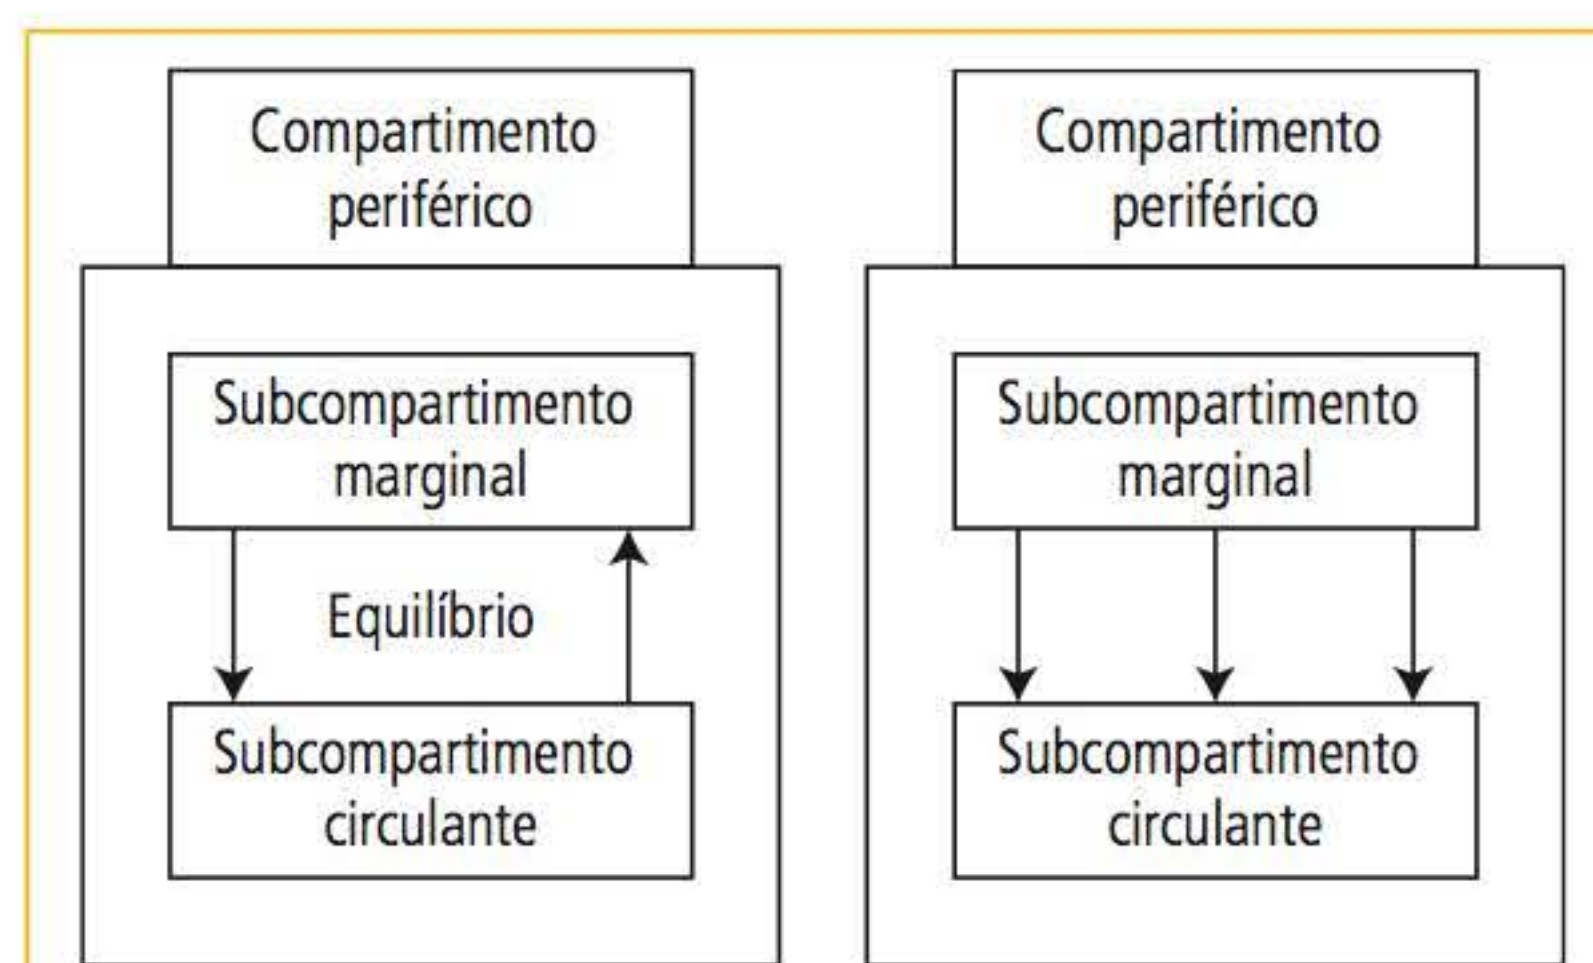 Compartimento
periférico
Subcompartimento
marginal
Equilíbrio
Subcompartimento
circulante
Compartimento
periférico
Subcompartimento
marginal
Subcompartimento
circulante